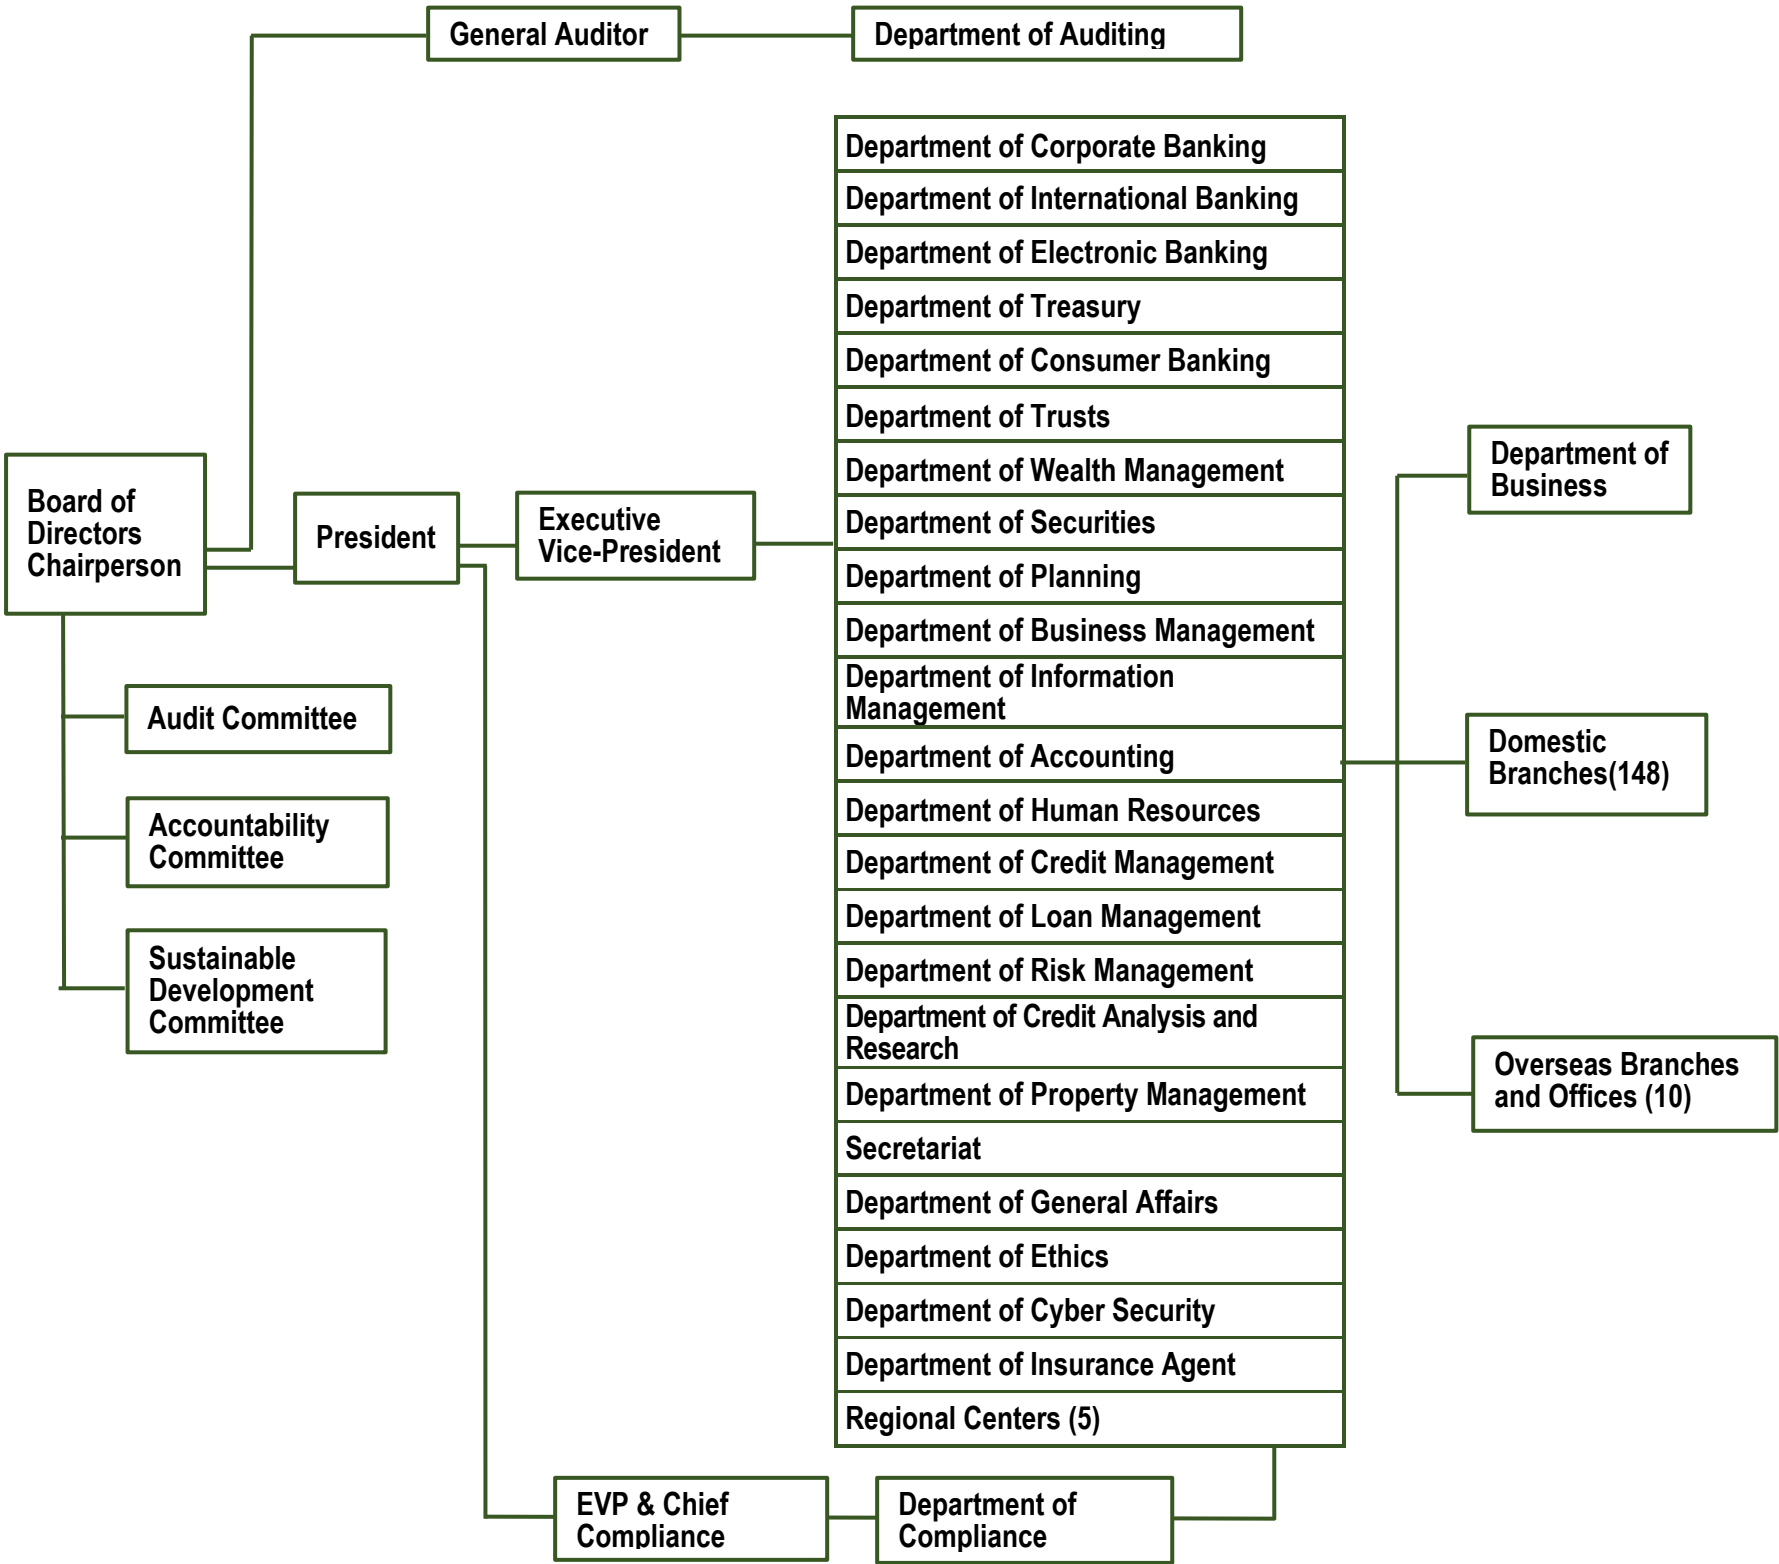 General Auditor
Department of Auditing
Department of Corporate Banking
Department of International Banking
Department of Electronic Banking
Department of Treasury
Department of Consumer Banking
Department of Trusts
Department of Wealth Management
Department of Securities
Department of Planning
Department of Business Management
Department of Information
Management
Department of Accounting
Department of Human Resources
Department of Credit Management
Department of Loan Management
Department of Risk Management
Department of Credit Analysis and
Research
Department of Property Management
Secretariat
Department of General Affairs
Department of Ethics
Department of Cyber Security
Department of Insurance Agent
Regional Centers (5)
Board of
Directors
Chairperson
President
Executive
Vice-President
Audit Committee
Accountability
Committee
Sustainable
Development
Committee
Department of
Business
Domestic
Branches(148)
Overseas Branches
and Offices (10)
EVP & Chief
Compliance
Department of
Compliance